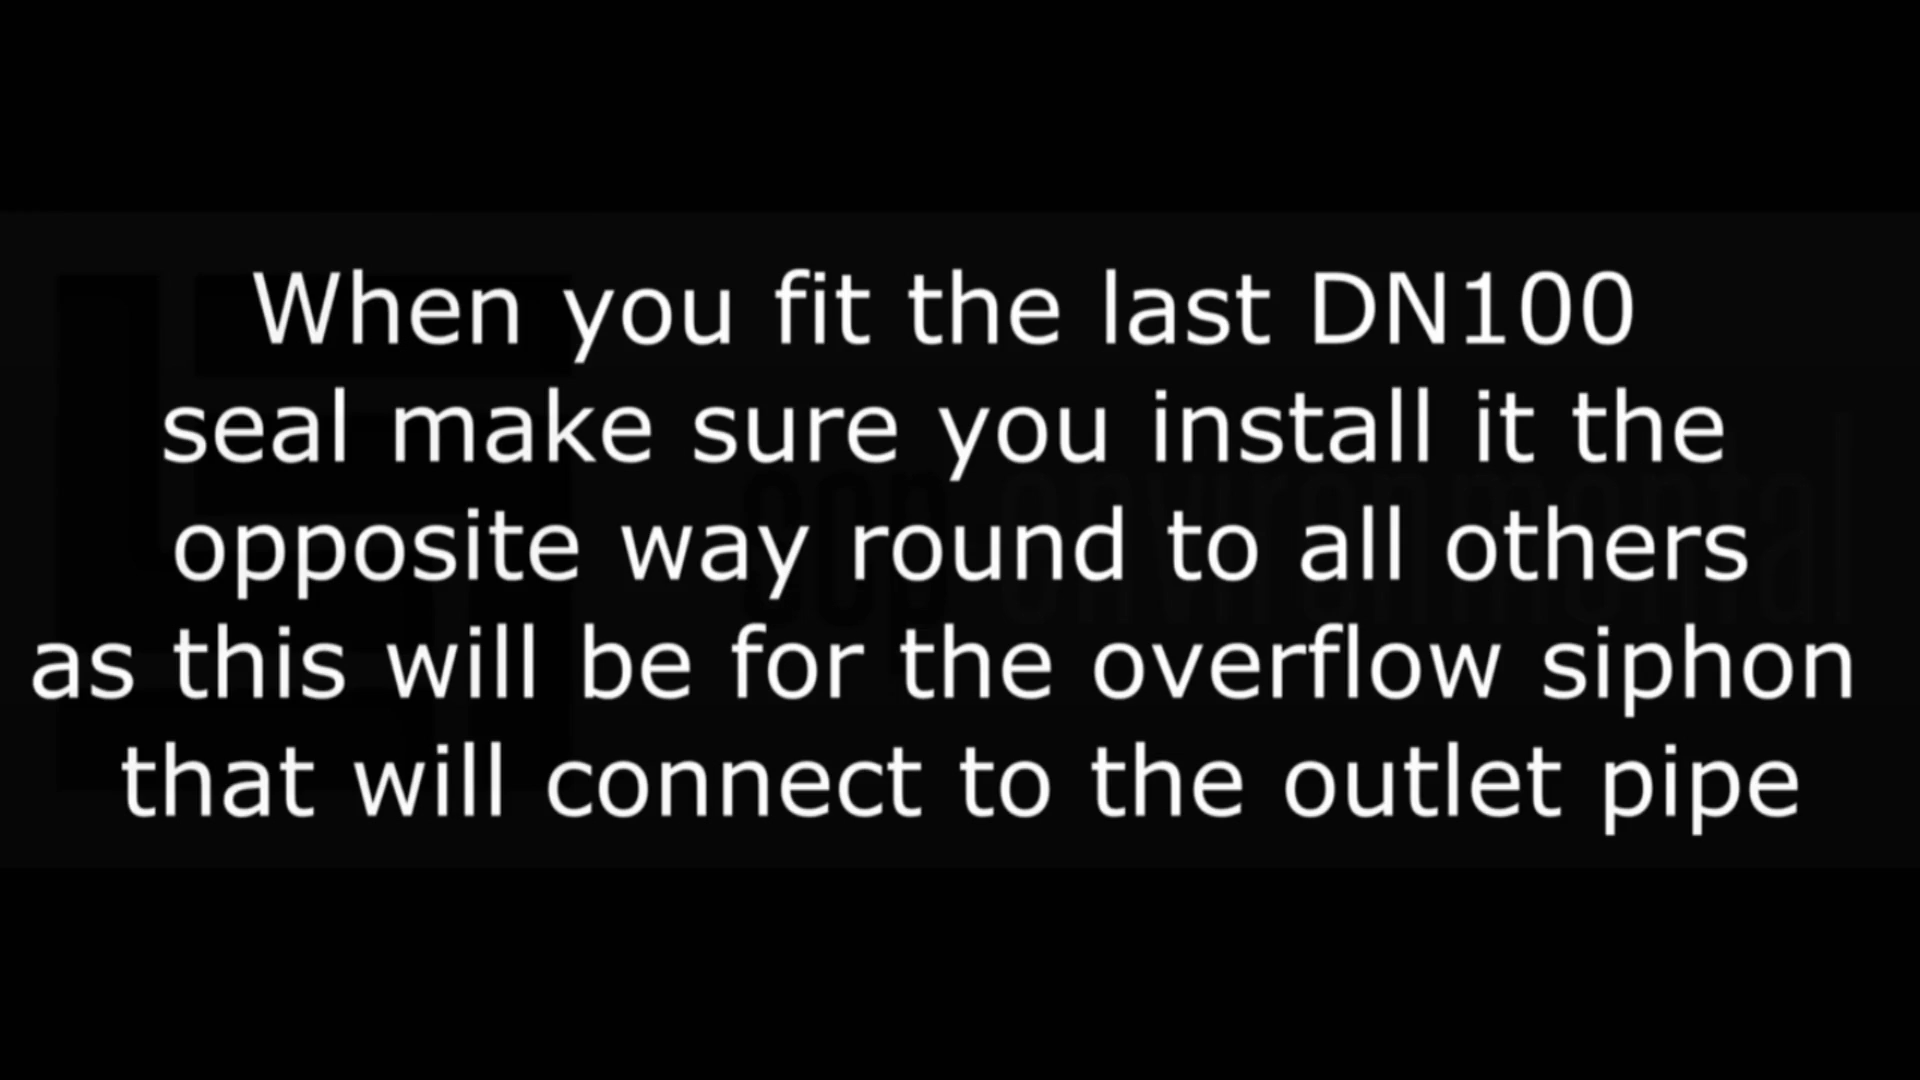 When you fit the last DN100
seal make sure you install it the
opposite way round to all others
as this will be for the overflow siphon
that will connect to the outlet pipe
environmental